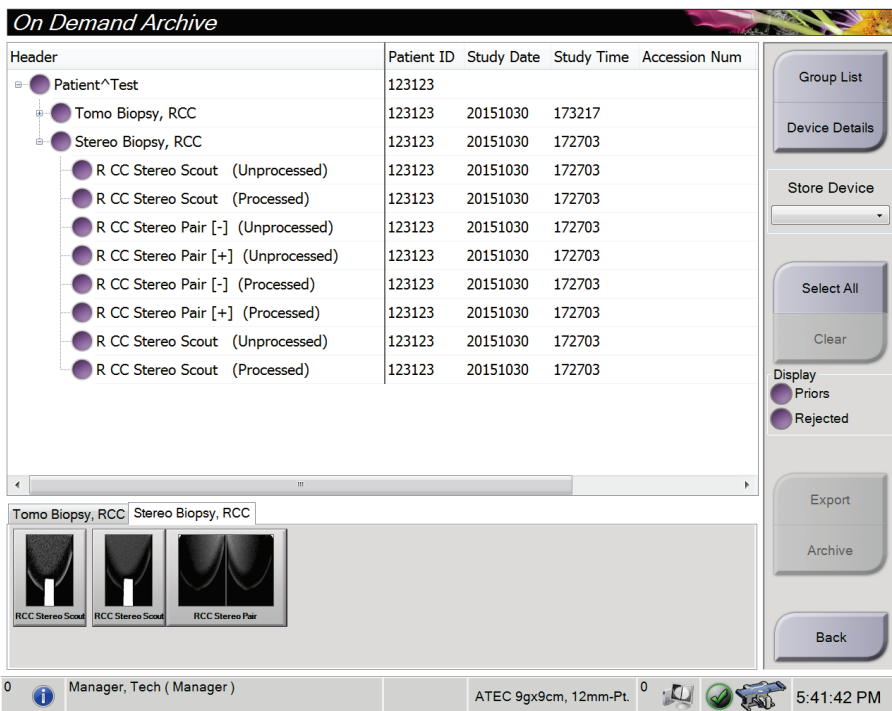 On Demand Archive
Header Patient ID Study Date Study Time Accession Num
Patient^Test 123123
Tomo Biopsy, RCC 123123 20151030 173217
Stereo Biopsy, RCC 123123 20151030 172703
R CC Stereo Scout (Unprocessed) 123123 20151030 172703
R CC Stereo Scout (Processed) 123123 20151030 172703
R CC Stereo Pair [-] (Unprocessed) 123123 20151030 172703
R CC Stereo Pair [+] (Unprocessed) 123123 20151030 172703
R CC Stereo Pair [-] (Processed) 123123 20151030 172703
R CC Stereo Pair [+] (Processed) 123123 20151030 172703
R CC Stereo Scout (Unprocessed) 123123 20151030 172703
R CC Stereo Scout (Processed) 123123 20151030 172703
Group List
Device Details
Store Device
Select All
Clear
Display
Priors
Rejected
Export
Archive
Back
Tomo Biopsy, RCC Stereo Biopsy, RCC
RCC Stereo Scout RCC Stereo Scout RCC Stereo Pair
0 Manager, Tech ( Manager ) ATEC 9gx9cm, 12mm-Pt. 0 5:41:42 PM